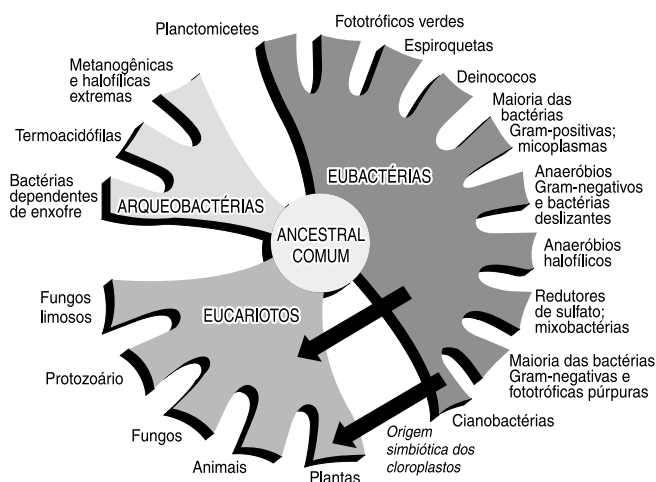 Planctomicetes
Fototróficos verdes
Espiroquetas
Deinococos
Maioria das
bactérias
Gram-positivas;
micoplasmas
Anaeróbios
Gram-negativos
e bactérias
deslizantes
Anaeróbios
halofílicos
Redutores
de sulfato;
mixobactérias
Maioria das bactérias
Gram-negativas e
fototróficas púrpuras
Cianobactérias
EUBACTÉRIAS
Metanogênicas
e halofílicas
extremas
Termoacidófilas
Bactérias
dependentes
de enxofre
ARQUEOBACTÉRIAS
ANCESTRAL
COMUM
EUCARIOTOS
Fungos
limosos
Protozoário
Fungos
Animais
Plantas
Origem
simbiótica dos
cloroplastos